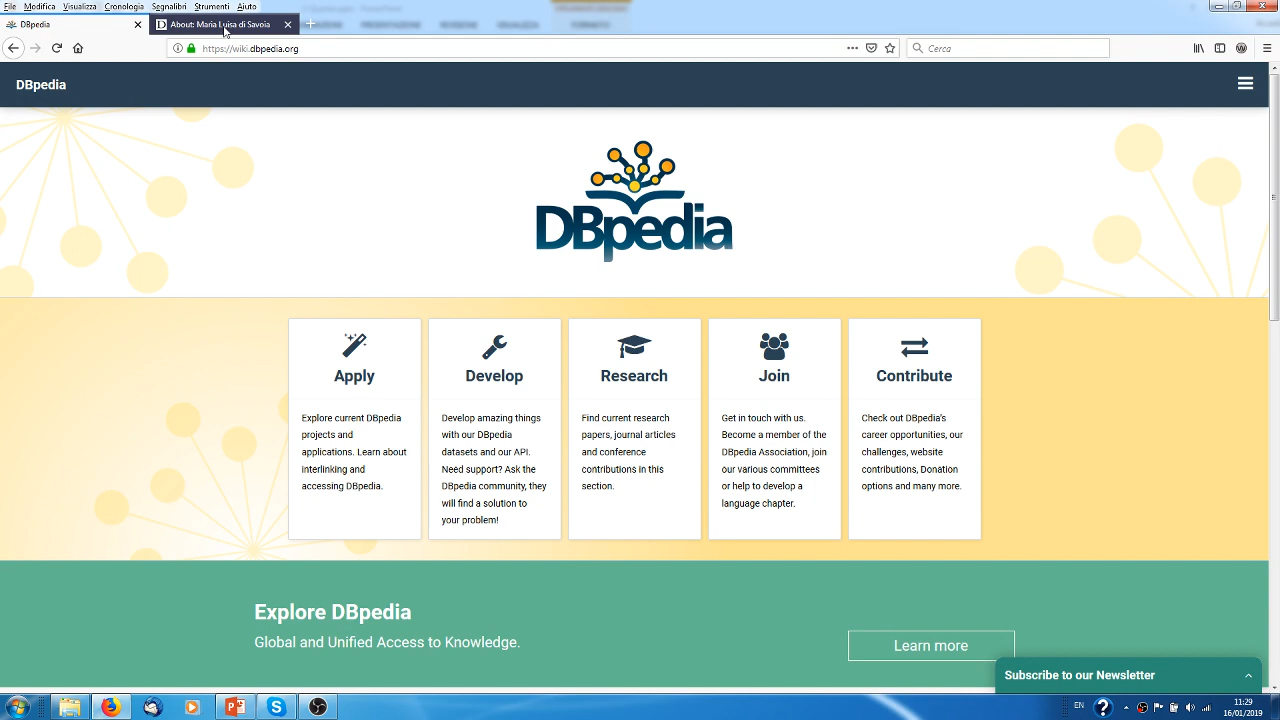 File Modifica Visualizza Cronologia Segnalibri Strumenti Aiuto
DBpedia
About: Maria Luisa di Savoia
https://wiki.dbpedia.org
Cerca
DBpedia
DBpedia
Apply
Explore current DBpedia
projects and
applications. Learn about
interlinking and
accessing DBpedia.
Develop
Develop amazing things
with our DBpedia
datasets and our API.
Need support? Ask the
DBpedia community, they
will find a solution to
your problem!
Research
Find current research
papers, journal articles
and conference
contributions in this
section.
Join
Get in touch with us.
Become a member of the
DBpedia Association, join
our various committees
or help to develop a
language chapter.
Contribute
Check out DBpedia's
career opportunities, our
challenges, website
contributions, Donation
options and many more.
Explore DBpedia
Global and Unified Access to Knowledge.
Learn more
Subscribe to our Newsletter
EN
11:29
16/01/2019